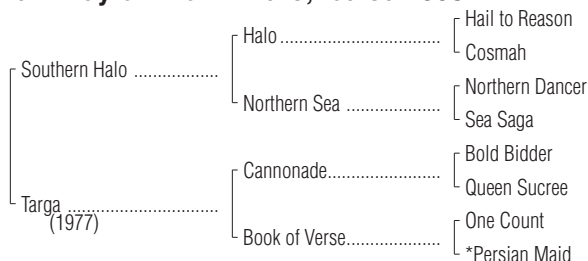 Hail to Reason
Halo ..............................
Cosmah
Southern Halo ................
Northern Dancer
Northern Sea ..................
Sea Saga
Bold Bidder
Cannonade.....................
Queen Sucree
Targa .............................
(1977)
One Count
Book of Verse.................
*Persian Maid